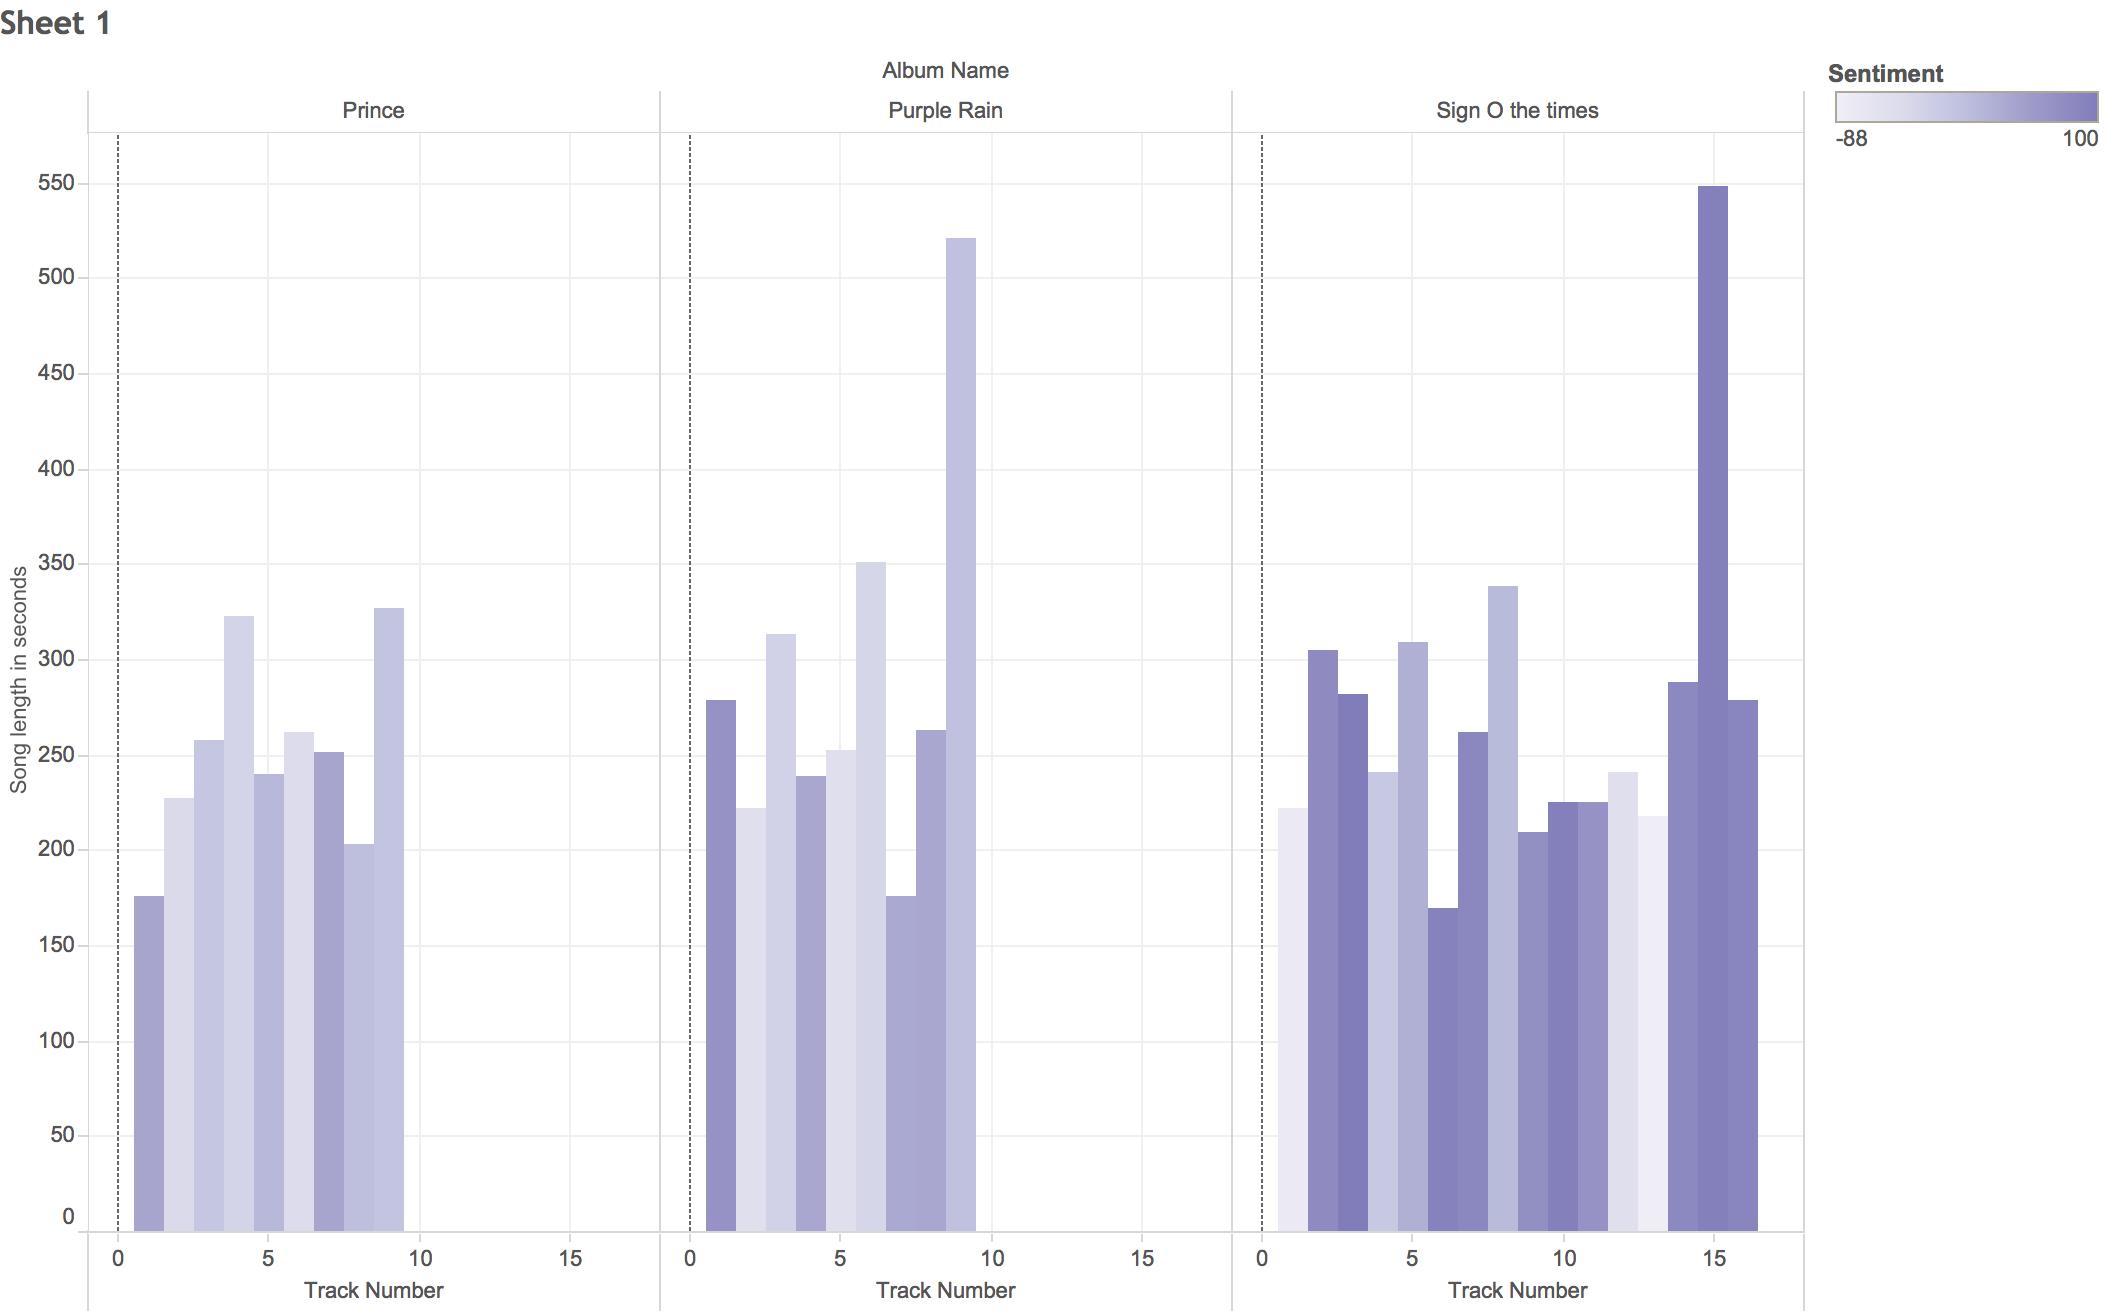 Sheet 1
Album Name
Prince
Purple Rain
Sign O the times
Sentiment
-88 100
550
500
450
400
350
300
250
200
150
100
50
0
Song length in seconds
0 5 10 15
0 5 10 15
0 5 10 15
Track Number
Track Number
Track Number